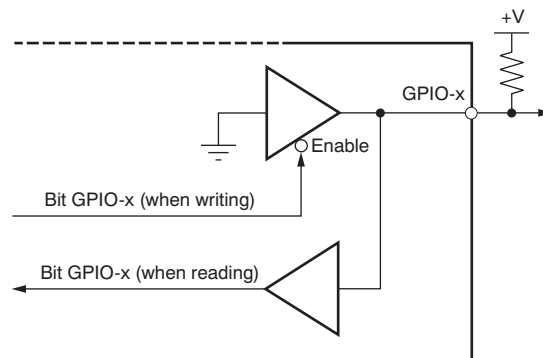 +V
GPIO-x
Enable
Bit GPIO-x (when writing)
Bit GPIO-x (when reading)